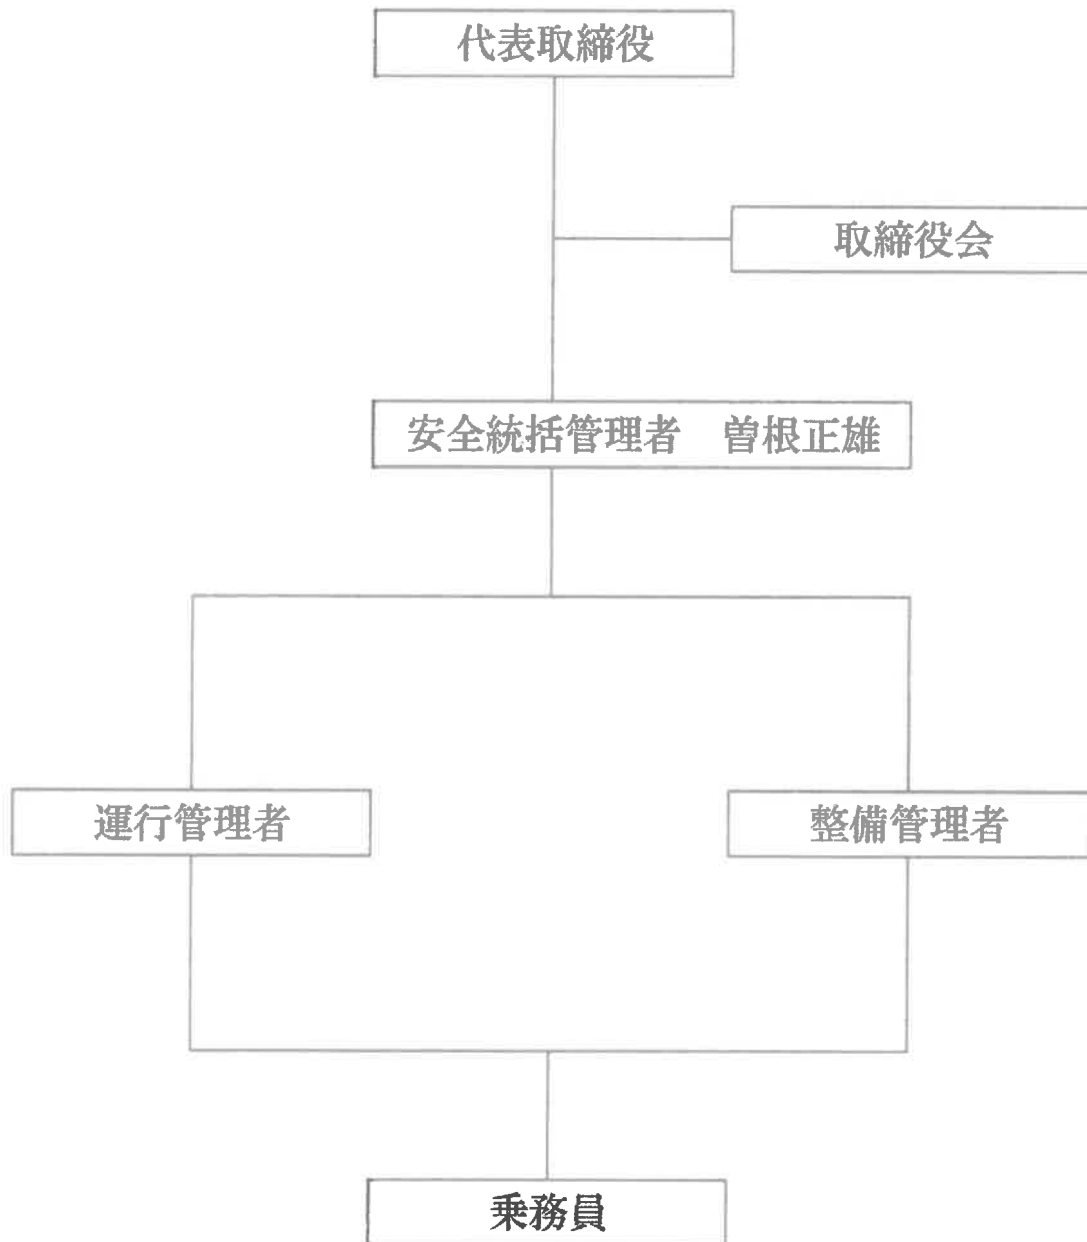 代表取締役
取締役会
安全統括管理者　曽根正雄
運行管理者
整備管理者
乗務員